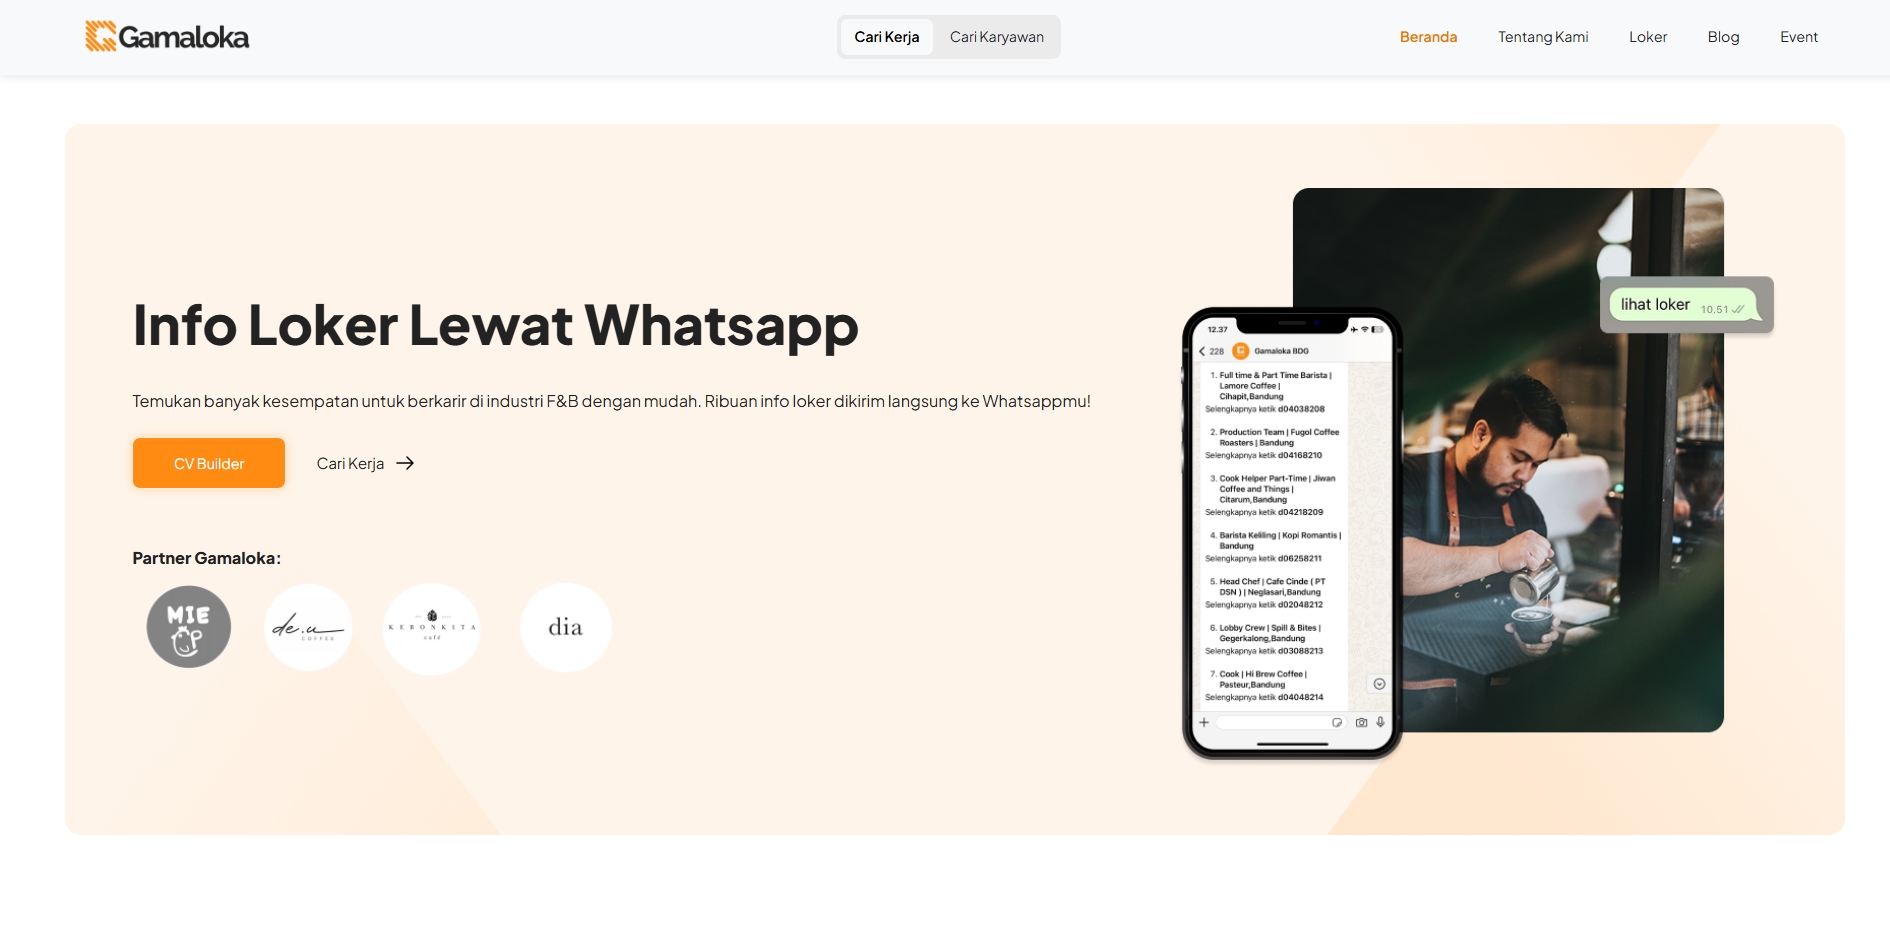 Gamaloka
Cari Kerja
Cari Karyawan
Beranda
Tentang Kami
Loker
Blog
Event
Info Loker Lewat Whatsapp
Temukan banyak kesempatan untuk berkarir di industri F&B dengan mudah. Ribuan info loker dikirim langsung ke Whatsappmu!
CV Builder
Cari Kerja
Partner Gamaloka:
MIE
UP
de.u
COFFEE
KEBONKITA
café
dia
lihat loker 10.51
12.37
228 Gamaloka BDG
1. Full time & Part Time Barista |
Lamore Coffee |
Cihapit,Bandung
Selengkapnya ketik d04038208
2. Production Team | Fugol Coffee
Roasters | Bandung
Selengkapnya ketik d04168210
3. Cook Helper Part-Time | Jiwan
Coffee and Things |
Citarum,Bandung
Selengkapnya ketik d04218209
4. Barista Keliling | Kopi Romantis |
Bandung
Selengkapnya ketik d06258211
5. Head Chef | Cafe Cinde ( PT
DSN ) | Neglasari,Bandung
Selengkapnya ketik d02048212
6. Lobby Crew | Spill & Bites |
Gegerkalong,Bandung
Selengkapnya ketik d03088213
7. Cook | Hi Brew Coffee |
Pasteur,Bandung
Selengkapnya ketik d04048214